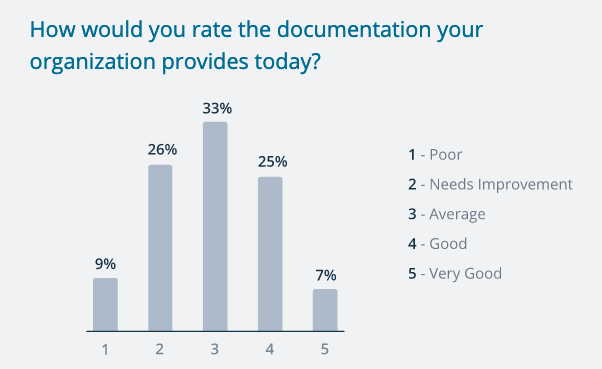 How would you rate the documentation your
organization provides today?
33%
26%
25%
9%
7%
1 2 3 4 5
1 - Poor
2 - Needs Improvement
3 - Average
4 - Good
5 - Very Good